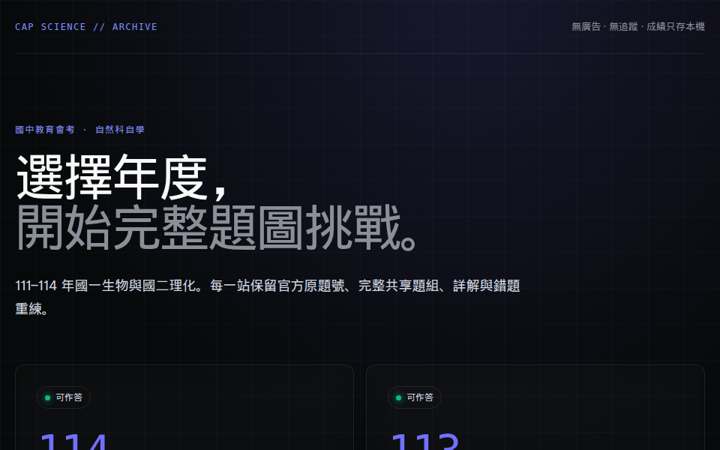 CAP SCIENCE // ARCHIVE
無廣告 · 無追蹤 · 成績只存本機
國中教育會考 · 自然科自學
選擇年度，
開始完整題圖挑戰。
111–114 年國一生物與國二理化。每一站保留官方原題號、完整共享題組、詳解與錯題
重練。
可作答
可作答
114
113